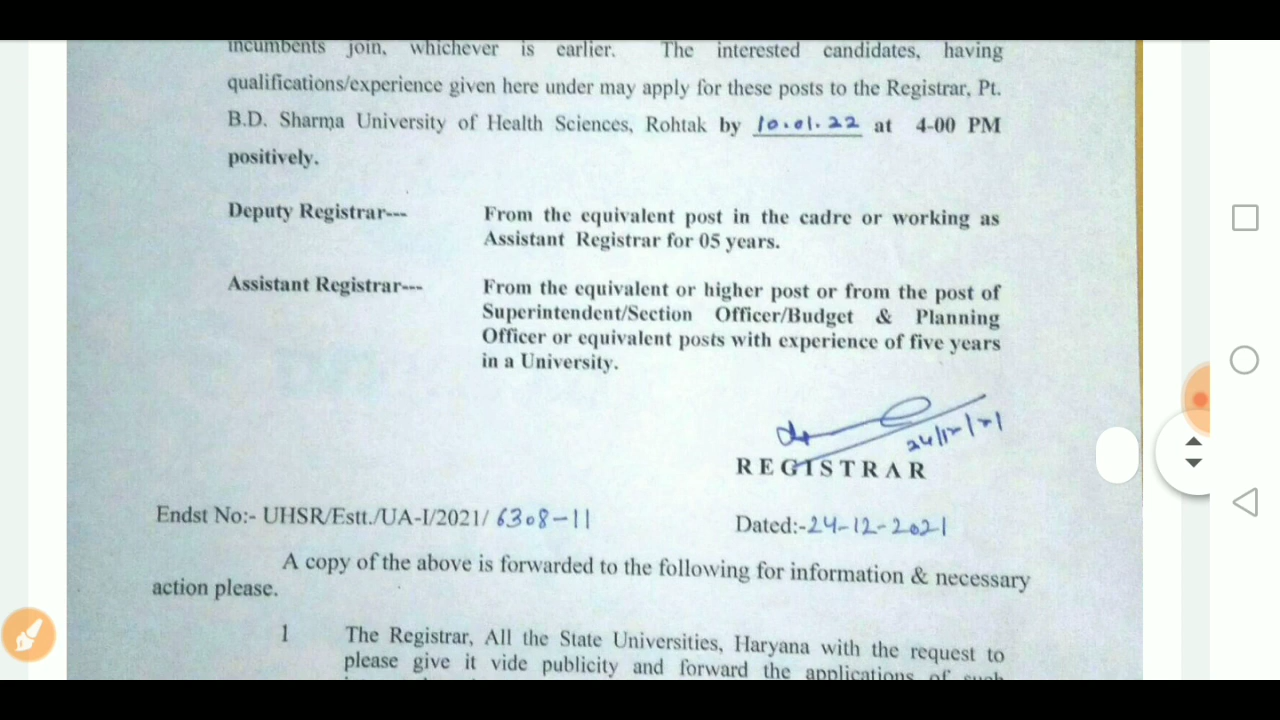 incumbents join, whichever is earlier. The interested candidates, having
qualifications/experience given here under may apply for these posts to the Registrar, Pt.
B.D. Sharma University of Health Sciences, Rohtak by 10.01.22 at 4-00 PM
positively.
Deputy Registrar--- From the equivalent post in the cadre or working as
Assistant Registrar for 05 years.
Assistant Registrar--- From the equivalent or higher post or from the post of
Superintendent/Section Officer/Budget & Planning
Officer or equivalent posts with experience of five years
in a University.
24/12/21
REGISTRAR
Endst No:- UHSR/Estt./UA-I/2021/ 6308-11 Dated:-24-12-2021
A copy of the above is forwarded to the following for information & necessary
action please.
1 The Registrar, All the State Universities, Haryana with the request to
please give it vide publicity and forward the applications of such